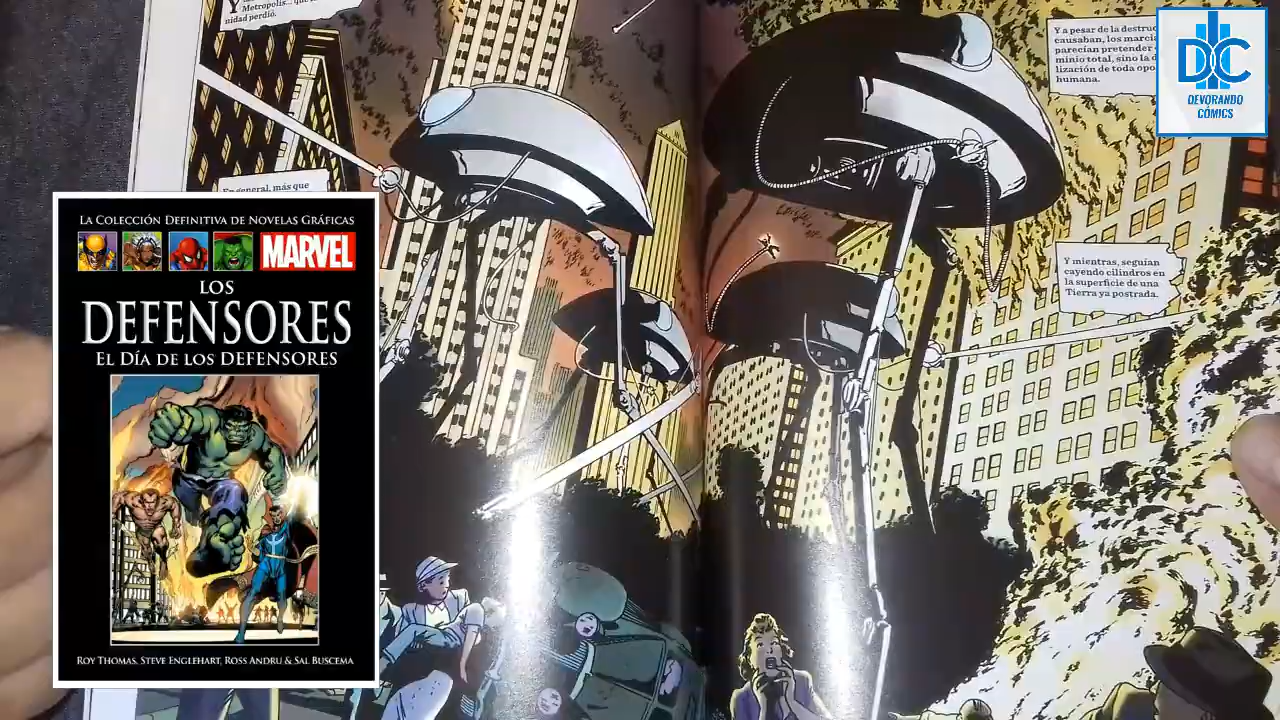 Y
Metropolis... que
nidad perdió.
En general, más que
Y a pesar de la destruc
causaban, los marcia
parecían pretender
minio total, sino la d
lización de toda opo
humana.
DC
DEVORANDO
CÓMICS
Y mientras, seguían
cayendo cilindros en
la superficie de una
Tierra ya postrada.
LA COLECCIÓN DEFINITIVA DE NOVELAS GRÁFICAS
MARVEL
LOS
DEFENSORES
EL DÍA DE LOS DEFENSORES
ROY THOMAS, STEVE ENGLEHART, ROSS ANDRU & SAL BUSCEMA